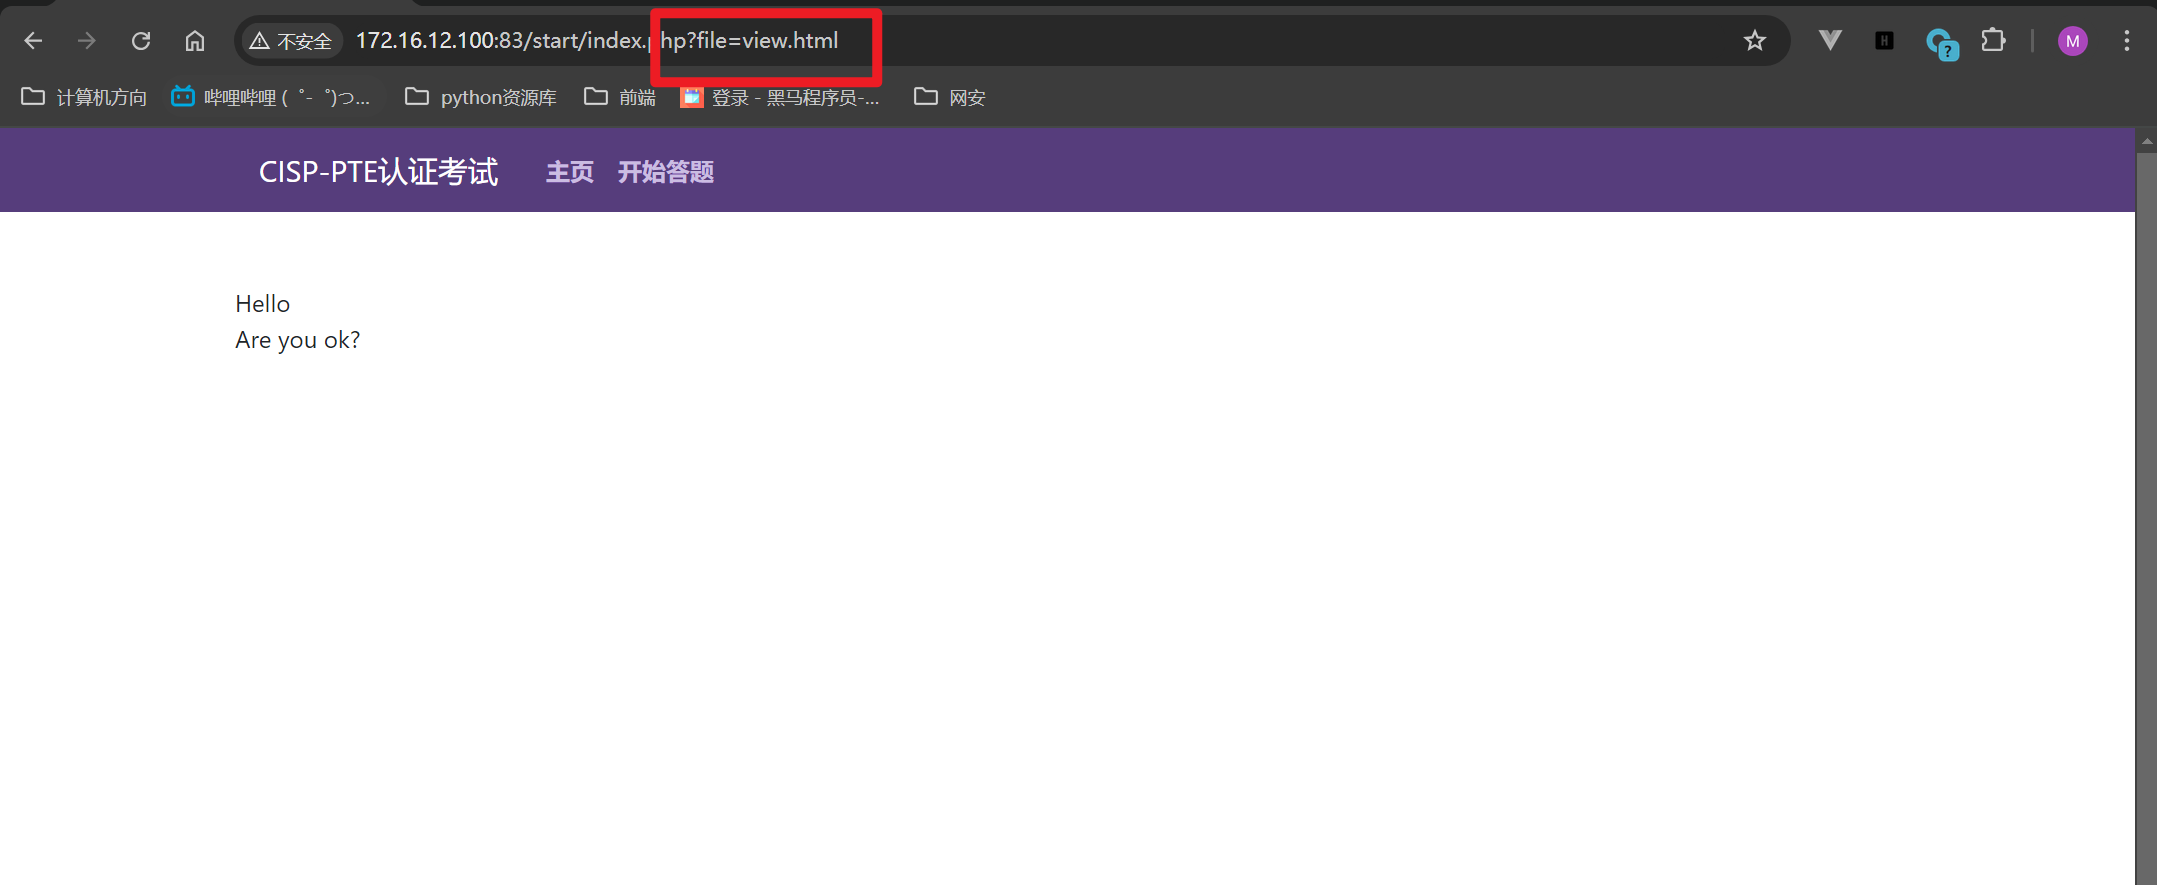 不安全 172.16.12.100:83/start/index.php?file=view.html M
计算机方向 哔哩哔哩 (゜-゜)つ... python资源库 前端 登录 - 黑马程序员-... 网安
CISP-PTE认证考试 主页 开始答题
Hello
Are you ok?